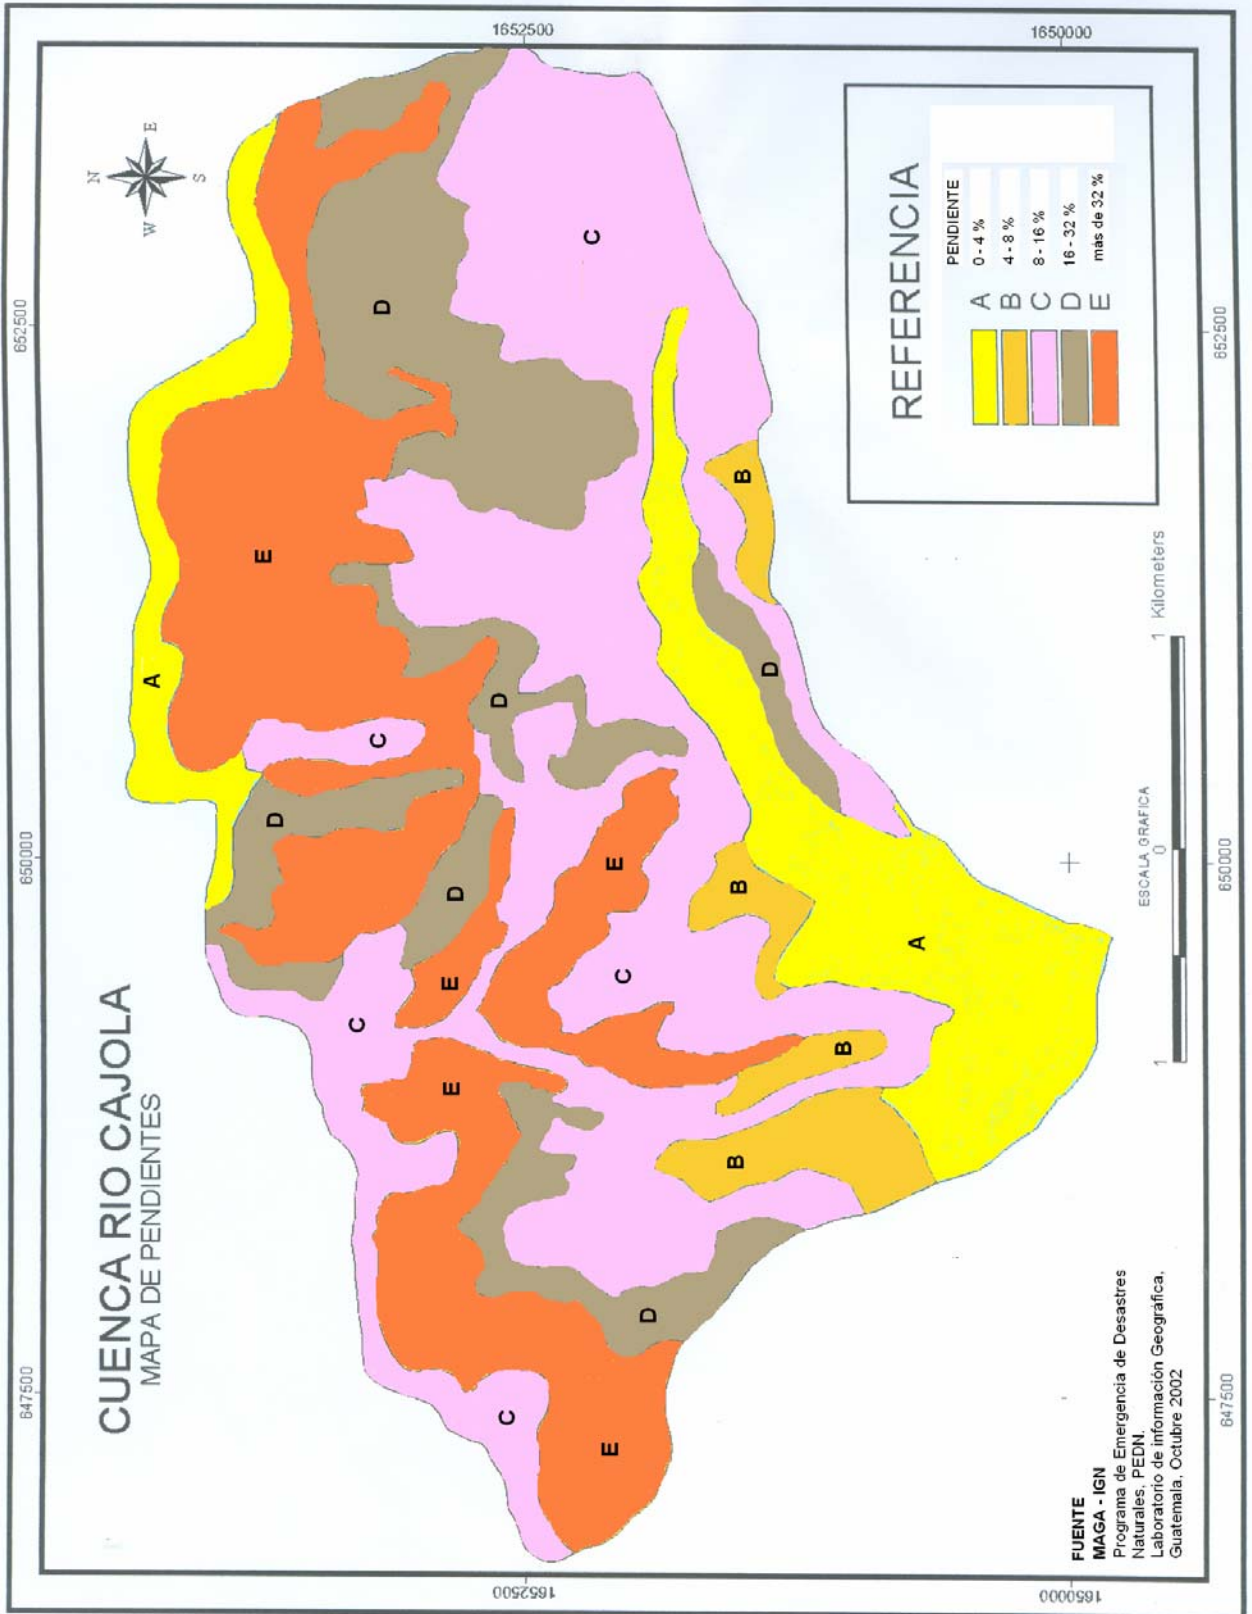 CUENCA RIO CAJOLA
MAPA DE PENDIENTES
647500
650000
652500
N
W
E
S
1652500
1652500
A
E
D
C
D
C
D
C
E
D
E
D
E
C
E
C
E
D
B
B
B
A
D
B
C
REFERENCIA
PENDIENTE
A 0 - 4 %
B 4 - 8 %
C 8 - 16 %
D 16 - 32 %
E más de 32 %
ESCALA GRAFICA
1 0 1 Kilometers
FUENTE
MAGA - IGN
Programa de Emergencia de Desastres
Naturales, PEDN.
Laboratorio de información Geográfica,
Guatemala, Octubre 2002
1650000
1650000
647500
650000
652500